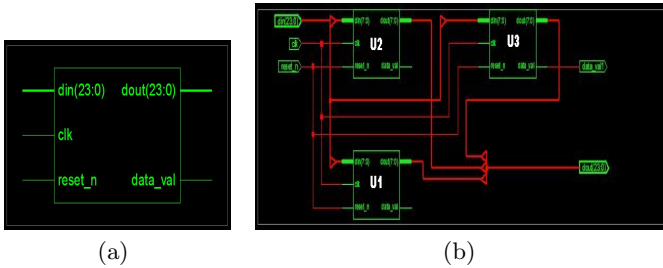 din(23:0) dout(23:0)
clk
reset_n data_val
(a)
din(23:0) din(7:0) dout(7:0) din(7:0) dout(7:0)
clk clk U2 clk U3
reset_n reset_n data_val reset_n data_val data_val1
din(7:0) dout(7:0) dout(23:0)
clk U1
reset_n data_val
(b)